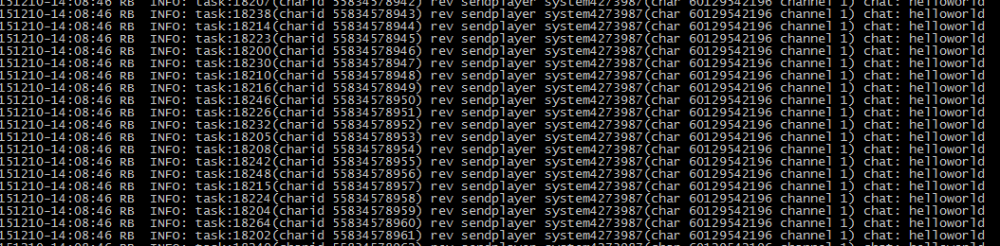 151210-14:08:46 RB  INFO: task:18207(charid 55834578942) rev sendplayer system4273987(char 60129542196 channel 1) chat: helloworld
151210-14:08:46 RB  INFO: task:18238(charid 55834578943) rev sendplayer system4273987(char 60129542196 channel 1) chat: helloworld
151210-14:08:46 RB  INFO: task:18214(charid 55834578944) rev sendplayer system4273987(char 60129542196 channel 1) chat: helloworld
151210-14:08:46 RB  INFO: task:18223(charid 55834578945) rev sendplayer system4273987(char 60129542196 channel 1) chat: helloworld
151210-14:08:46 RB  INFO: task:18200(charid 55834578946) rev sendplayer system4273987(char 60129542196 channel 1) chat: helloworld
151210-14:08:46 RB  INFO: task:18230(charid 55834578947) rev sendplayer system4273987(char 60129542196 channel 1) chat: helloworld
151210-14:08:46 RB  INFO: task:18210(charid 55834578948) rev sendplayer system4273987(char 60129542196 channel 1) chat: helloworld
151210-14:08:46 RB  INFO: task:18216(charid 55834578949) rev sendplayer system4273987(char 60129542196 channel 1) chat: helloworld
151210-14:08:46 RB  INFO: task:18246(charid 55834578950) rev sendplayer system4273987(char 60129542196 channel 1) chat: helloworld
151210-14:08:46 RB  INFO: task:18226(charid 55834578951) rev sendplayer system4273987(char 60129542196 channel 1) chat: helloworld
151210-14:08:46 RB  INFO: task:18232(charid 55834578952) rev sendplayer system4273987(char 60129542196 channel 1) chat: helloworld
151210-14:08:46 RB  INFO: task:18205(charid 55834578953) rev sendplayer system4273987(char 60129542196 channel 1) chat: helloworld
151210-14:08:46 RB  INFO: task:18208(charid 55834578954) rev sendplayer system4273987(char 60129542196 channel 1) chat: helloworld
151210-14:08:46 RB  INFO: task:18242(charid 55834578955) rev sendplayer system4273987(char 60129542196 channel 1) chat: helloworld
151210-14:08:46 RB  INFO: task:18248(charid 55834578956) rev sendplayer system4273987(char 60129542196 channel 1) chat: helloworld
151210-14:08:46 RB  INFO: task:18215(charid 55834578957) rev sendplayer system4273987(char 60129542196 channel 1) chat: helloworld
151210-14:08:46 RB  INFO: task:18224(charid 55834578958) rev sendplayer system4273987(char 60129542196 channel 1) chat: helloworld
151210-14:08:46 RB  INFO: task:18204(charid 55834578959) rev sendplayer system4273987(char 60129542196 channel 1) chat: helloworld
151210-14:08:46 RB  INFO: task:18264(charid 55834578960) rev sendplayer system4273987(char 60129542196 channel 1) chat: helloworld
151210-14:08:46 RB  INFO: task:18202(charid 55834578961) rev sendplayer system4273987(char 60129542196 channel 1) chat: helloworld